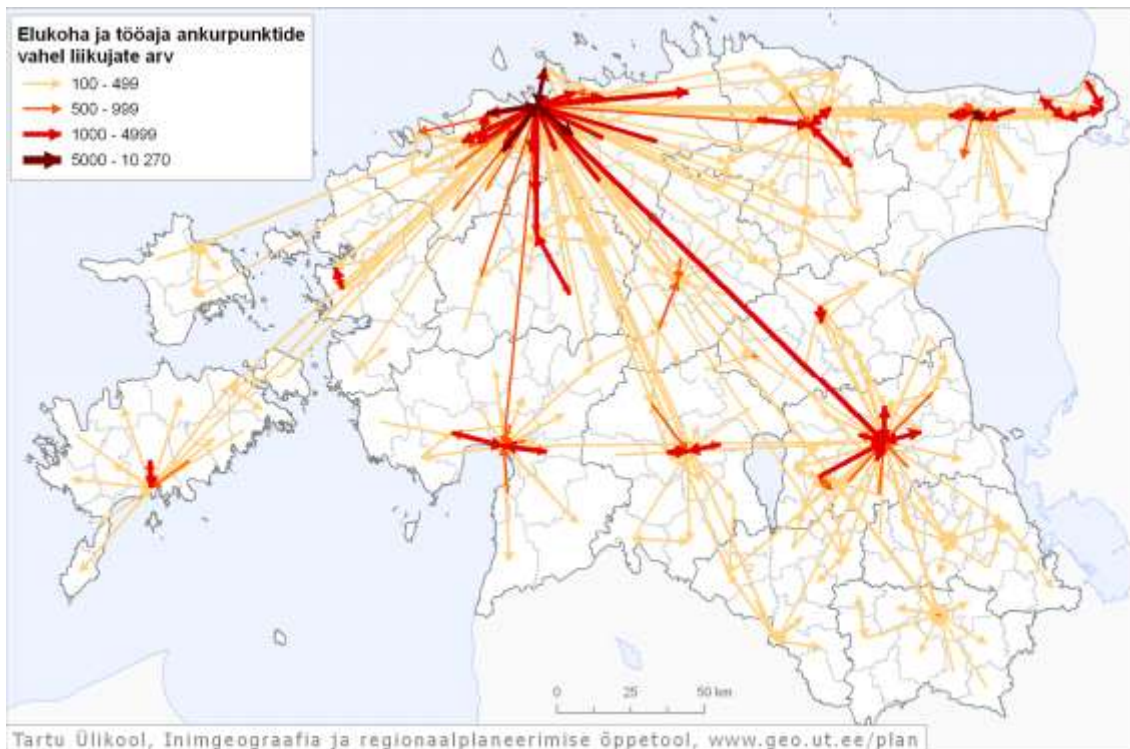 Elukoha ja tööaja ankurpunktide
vahel liikujate arv
100 - 499
500 - 999
1000 - 4999
5000 - 10 270
0 25 50 km
Tartu Ülikool, Inimgeograafia ja regionaalplaneerimise õppetool, www.geo.ut.ee/plan